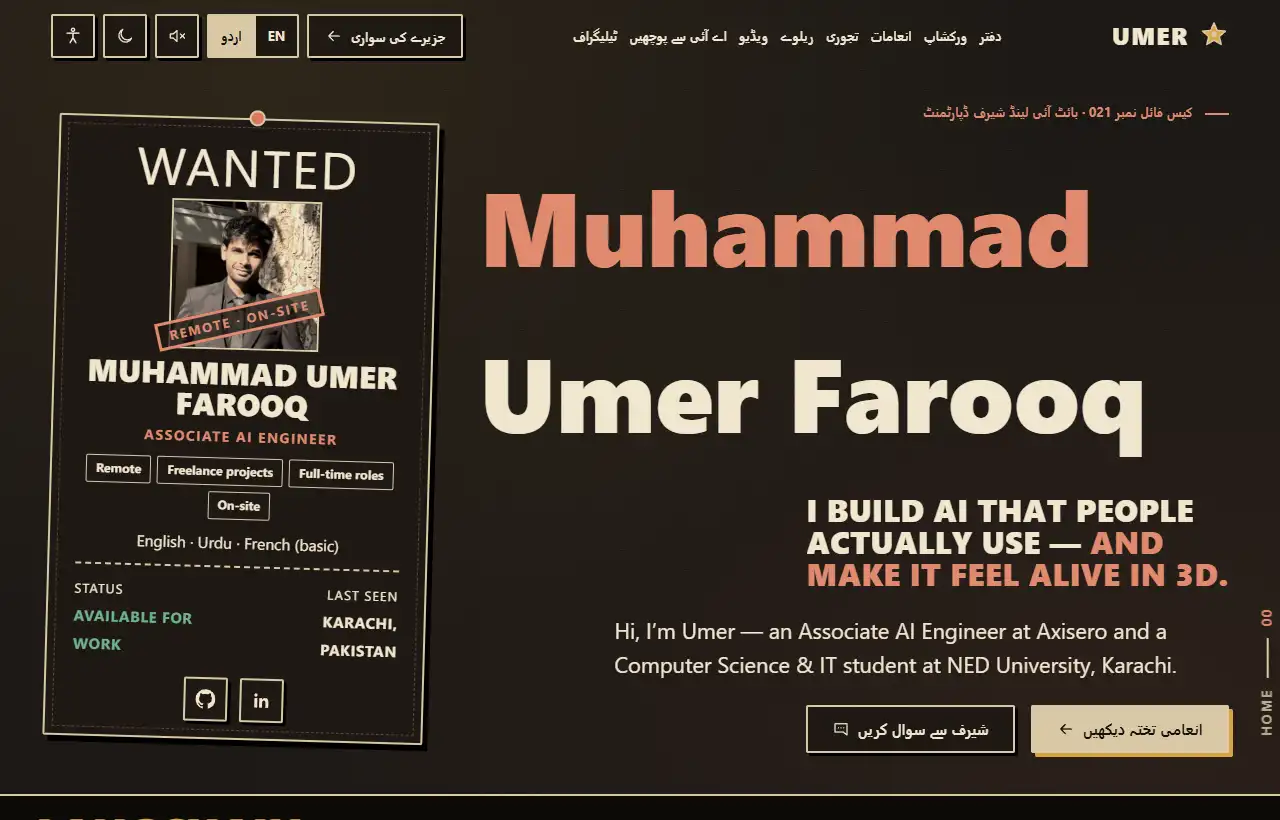 UMER
دفتر ورکشاپ انعامات تجوری ریلوے ویڈیو اے آئی سے پوچھیں ٹیلیگراف
جزیرے کی سواری ←
EN اردو
کیس فائل نمبر 021 · بائٹ آئی لینڈ شیرف ڈپارٹمنٹ
Muhammad
Umer Farooq
I BUILD AI THAT PEOPLE
ACTUALLY USE — AND
MAKE IT FEEL ALIVE IN 3D.
Hi, I’m Umer — an Associate AI Engineer at Axisero and a
Computer Science & IT student at NED University, Karachi.
انعامی تختہ دیکھیں ←
شیرف سے سوال کریں
WANTED
REMOTE · ON-SITE
MUHAMMAD UMER
FAROOQ
ASSOCIATE AI ENGINEER
Remote Freelance projects Full-time roles
On-site
English · Urdu · French (basic)
STATUS
AVAILABLE FOR
WORK
LAST SEEN
KARACHI,
PAKISTAN
in
HOME 00